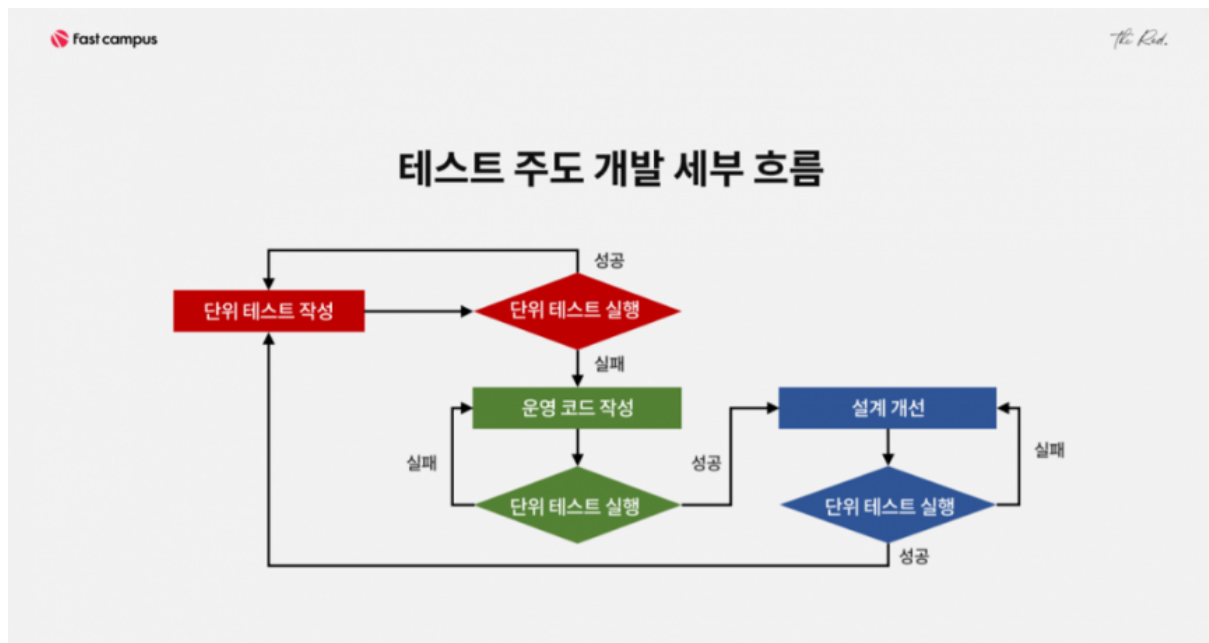 Fast campus
The Red.
테스트 주도 개발 세부 흐름
성공
단위 테스트 작성
단위 테스트 실행
실패
운영 코드 작성
설계 개선
실패
성공
실패
단위 테스트 실행
단위 테스트 실행
성공